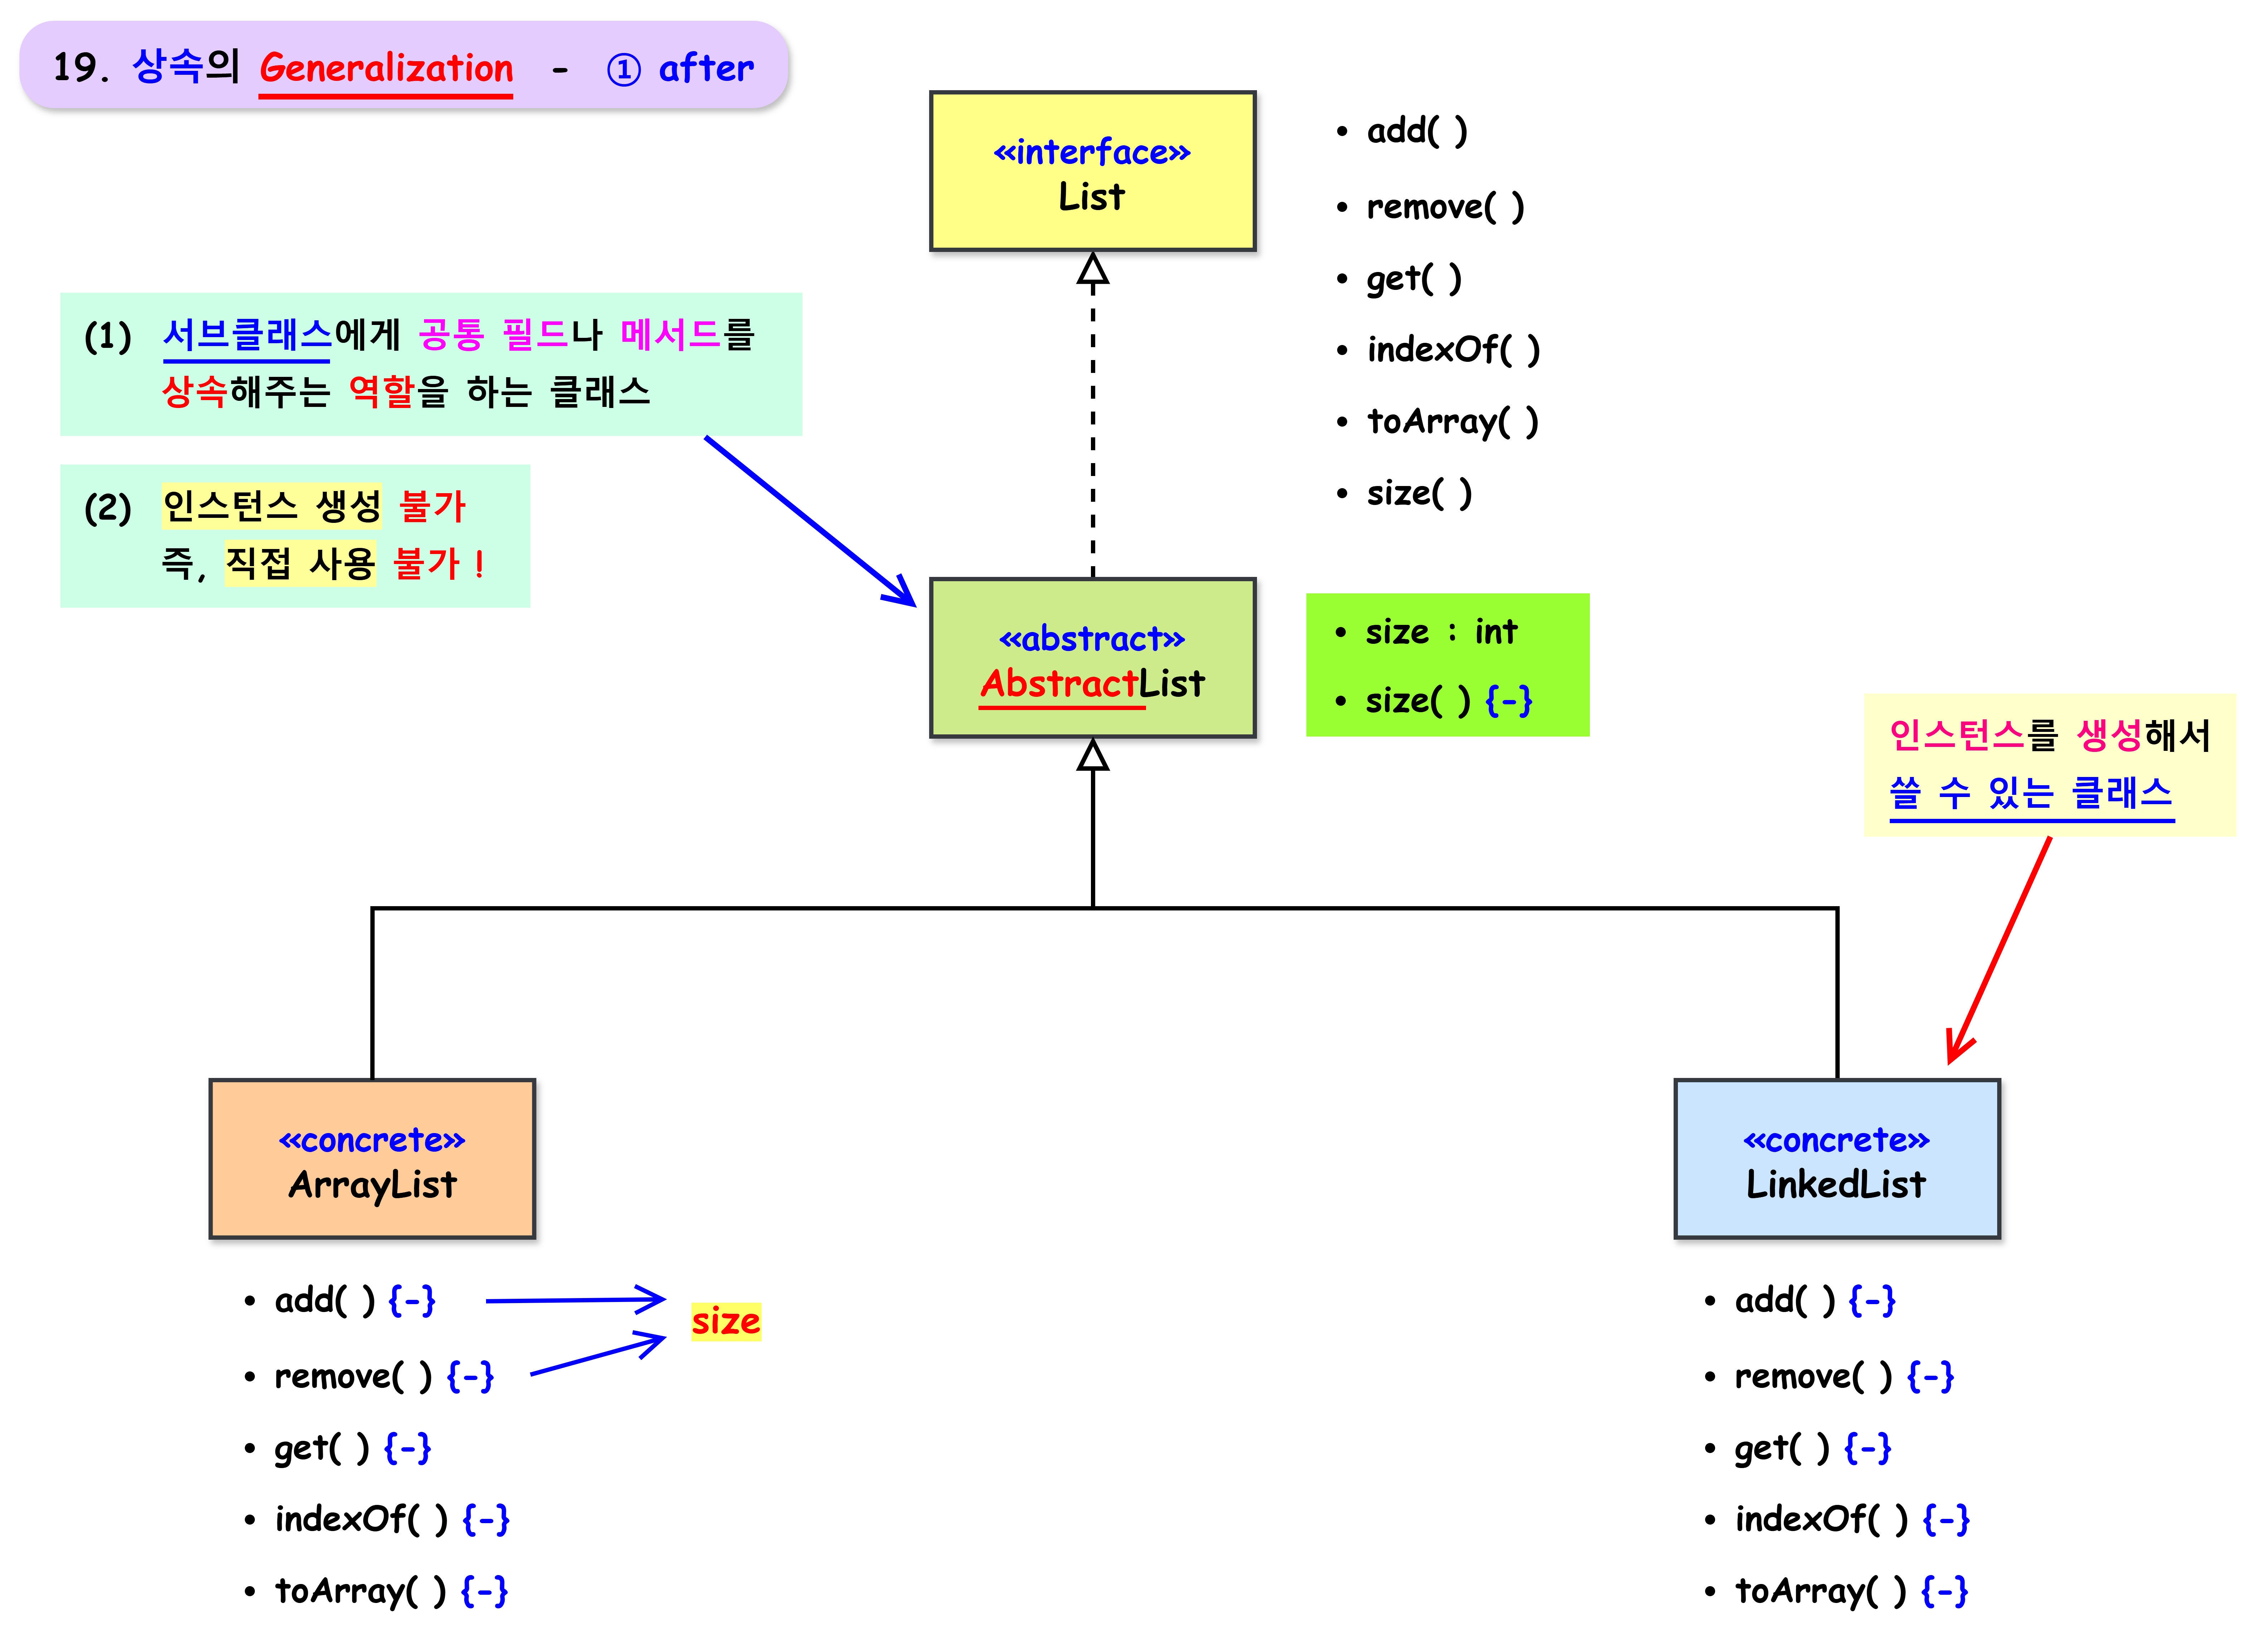 19. 상속의 Generalization - ① after
«interface»
List
• add( )
• remove( )
• get( )
• indexOf( )
• toArray( )
• size( )
(1) 서브클래스에게 공통 필드나 메서드를
상속해주는 역할을 하는 클래스
(2) 인스턴스 생성 불가
즉, 직접 사용 불가 !
«abstract»
AbstractList
• size : int
• size( ) {-}
인스턴스를 생성해서
쓸 수 있는 클래스
«concrete»
ArrayList
• add( ) {-}
• remove( ) {-}
• get( ) {-}
• indexOf( ) {-}
• toArray( ) {-}
size
«concrete»
LinkedList
• add( ) {-}
• remove( ) {-}
• get( ) {-}
• indexOf( ) {-}
• toArray( ) {-}